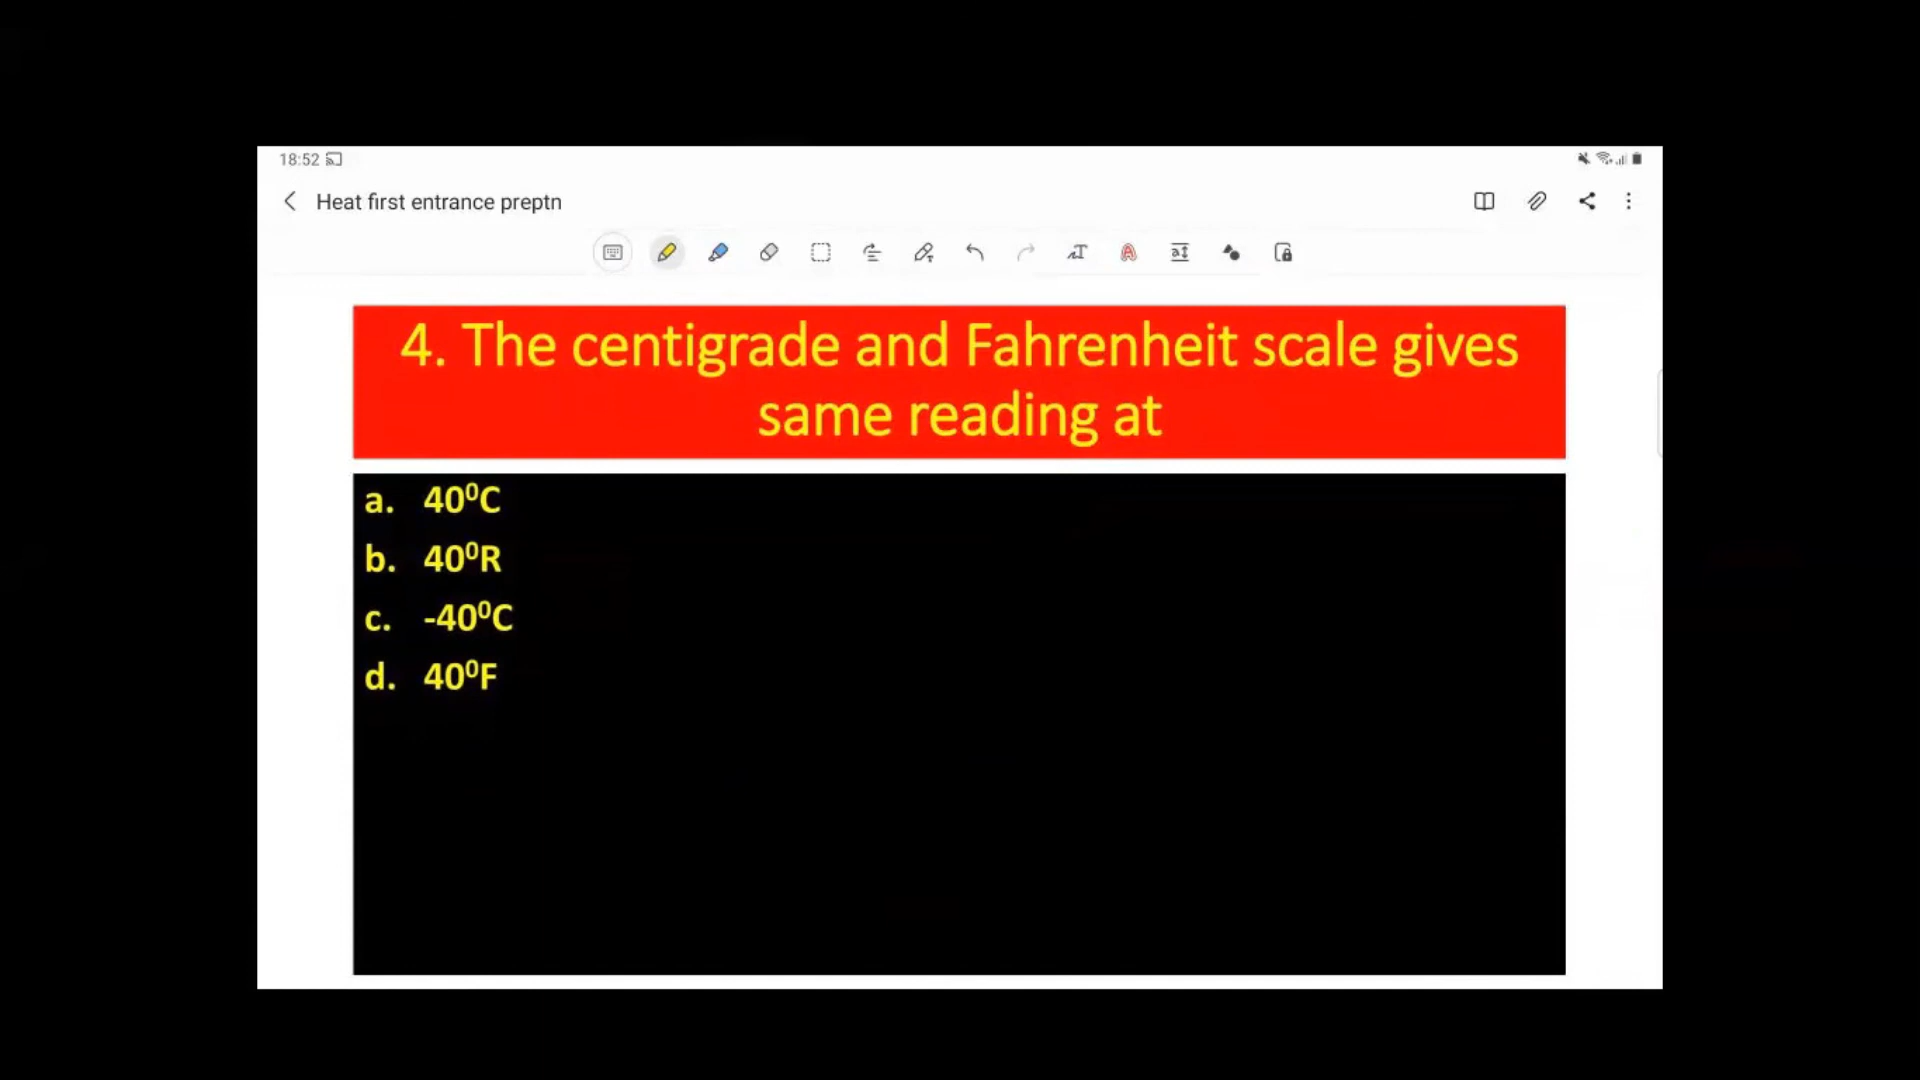 18:52
Heat first entrance preptn
4. The centigrade and Fahrenheit scale gives
same reading at
a. 40⁰C
b. 40⁰R
c. -40⁰C
d. 40⁰F